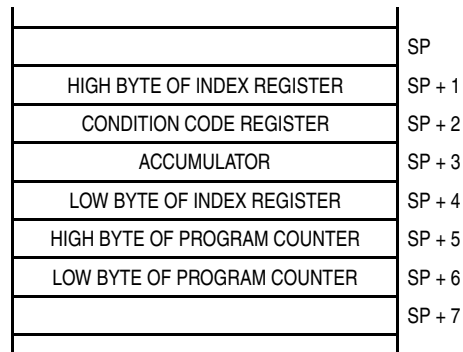 SP
HIGH BYTE OF INDEX REGISTER SP + 1
CONDITION CODE REGISTER SP + 2
ACCUMULATOR SP + 3
LOW BYTE OF INDEX REGISTER SP + 4
HIGH BYTE OF PROGRAM COUNTER SP + 5
LOW BYTE OF PROGRAM COUNTER SP + 6
SP + 7